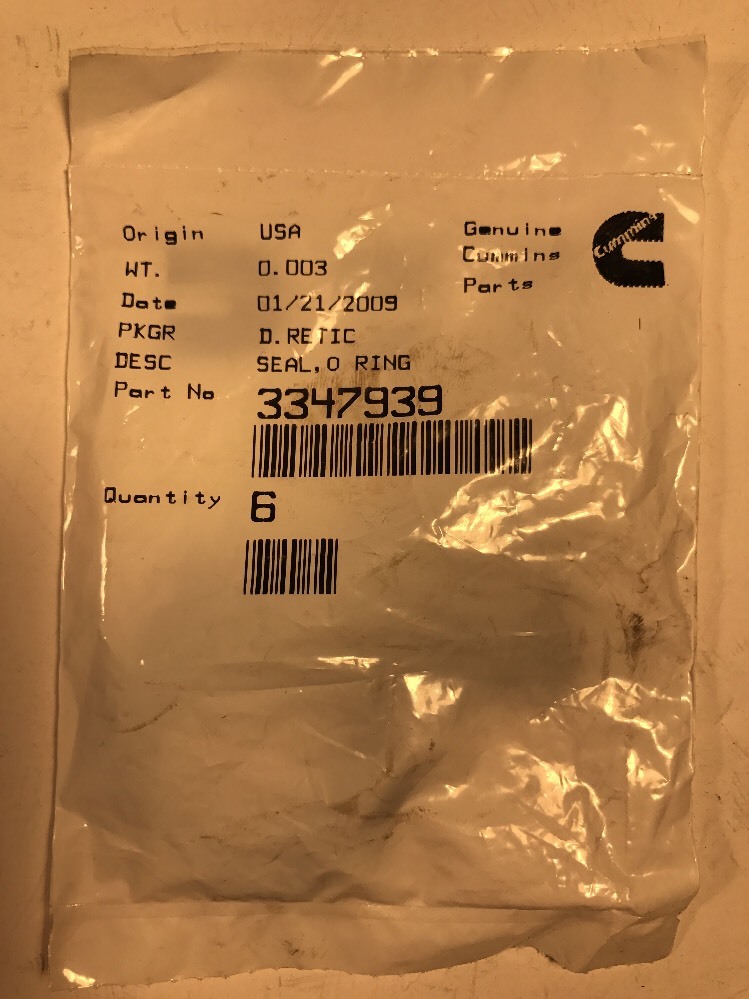 Origin USA
WT. 0.003
Date 01/21/2009
PKGR D.RETIC
DESC SEAL,O RING
Part No 3347939
Quantity 6
Genuine
Cummins
Parts
Cummins